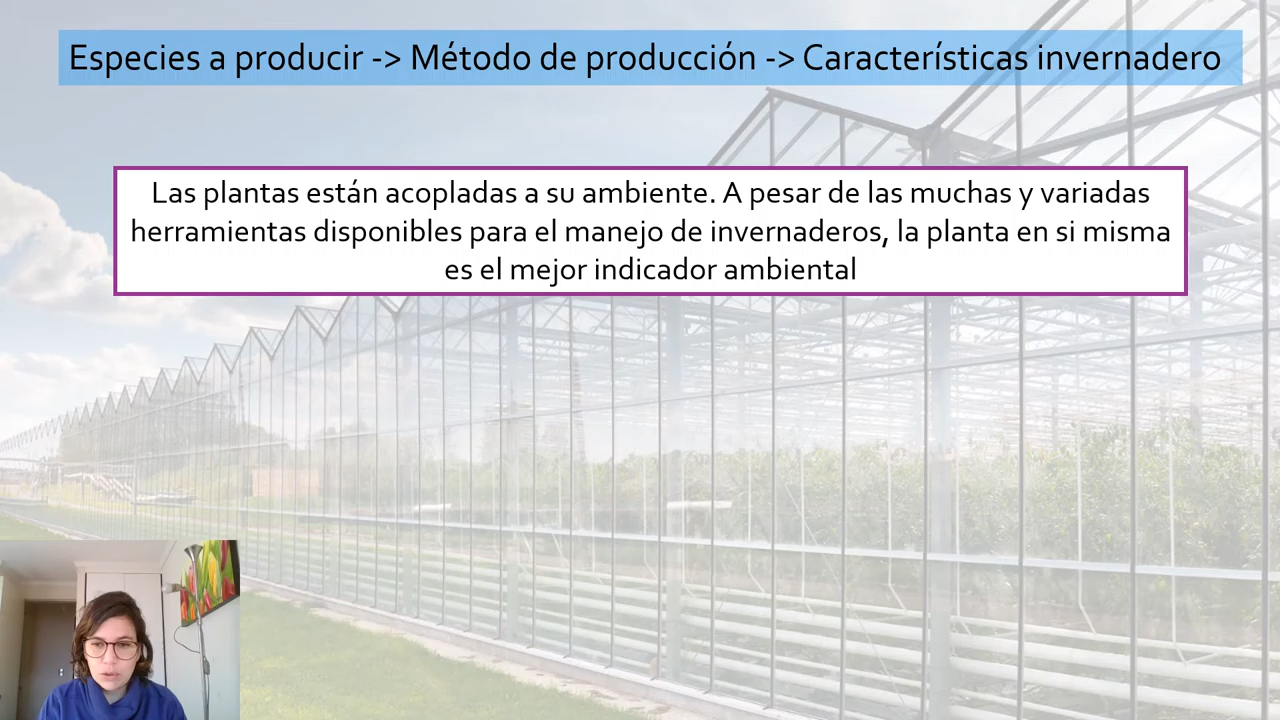 Especies a producir -> Método de producción -> Características invernadero
Las plantas están acopladas a su ambiente. A pesar de las muchas y variadas
herramientas disponibles para el manejo de invernaderos, la planta en si misma
es el mejor indicador ambiental